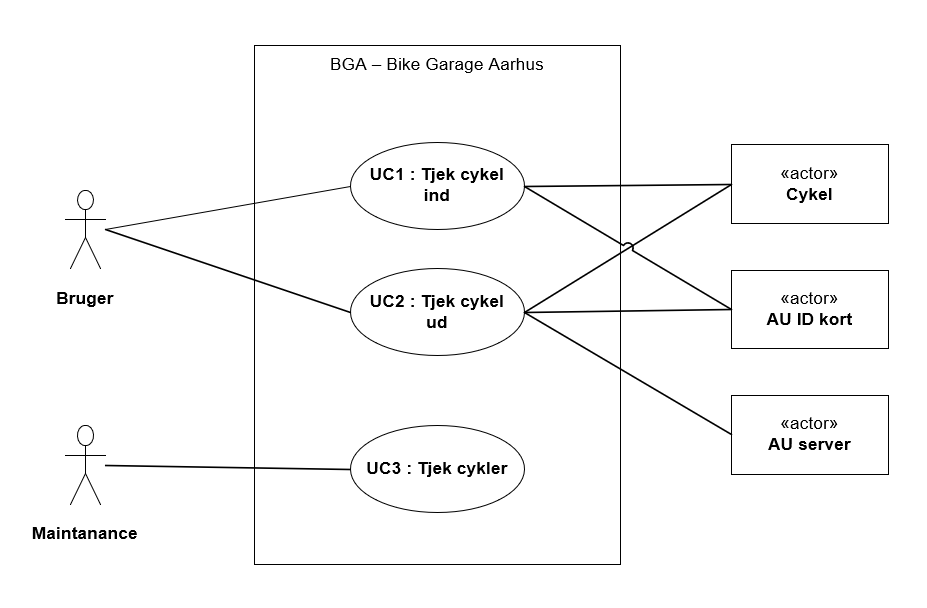 BGA – Bike Garage Aarhus
UC1 : Tjek cykel
ind
«actor»
Cykel
Bruger
UC2 : Tjek cykel
ud
«actor»
AU ID kort
«actor»
AU server
UC3 : Tjek cykler
Maintanance